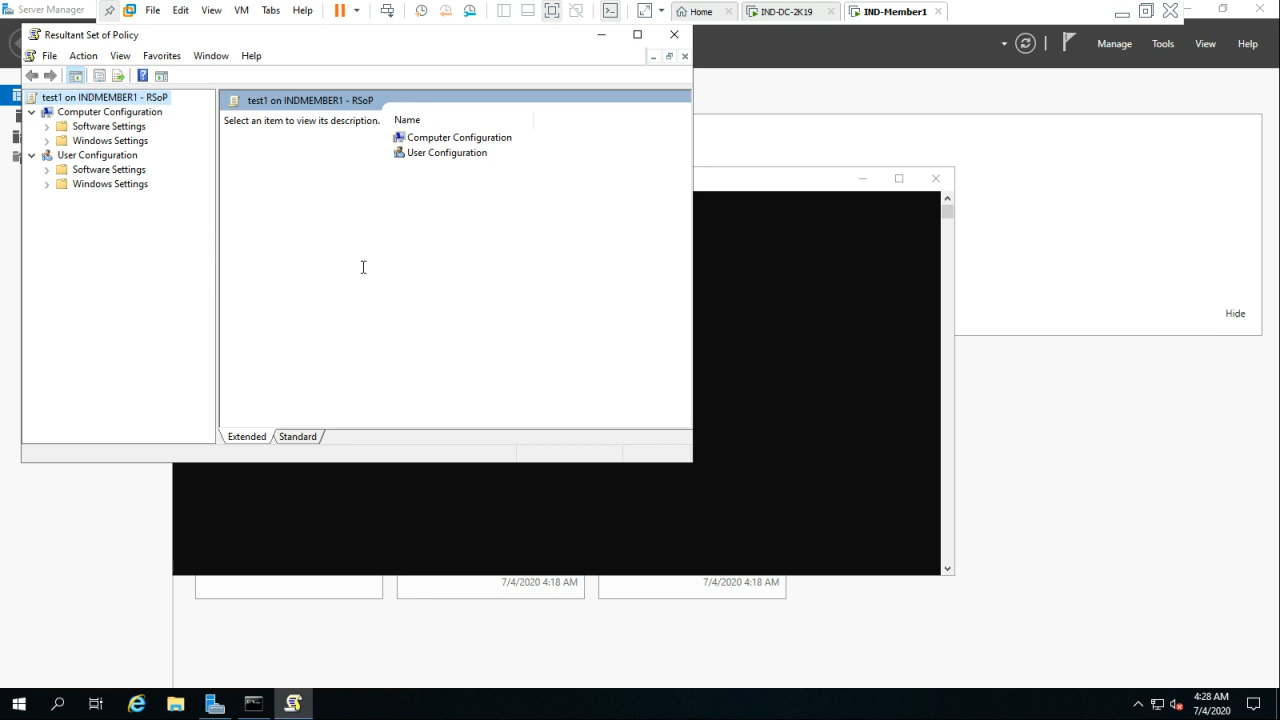 Server Manager
File
Edit
View
VM
Tabs
Help
Home
IND-DC-2K19
IND-Member1
Resultant Set of Policy
Manage
Tools
View
Help
File
Action
View
Favorites
Window
Help
test1 on INDMEMBER1 - RSoP
Computer Configuration
Software Settings
Windows Settings
User Configuration
Software Settings
Windows Settings
test1 on INDMEMBER1 - RSoP
Select an item to view its description.
Name
Computer Configuration
User Configuration
Extended
Standard
Hide
7/4/2020 4:18 AM
7/4/2020 4:18 AM
4:28 AM
7/4/2020